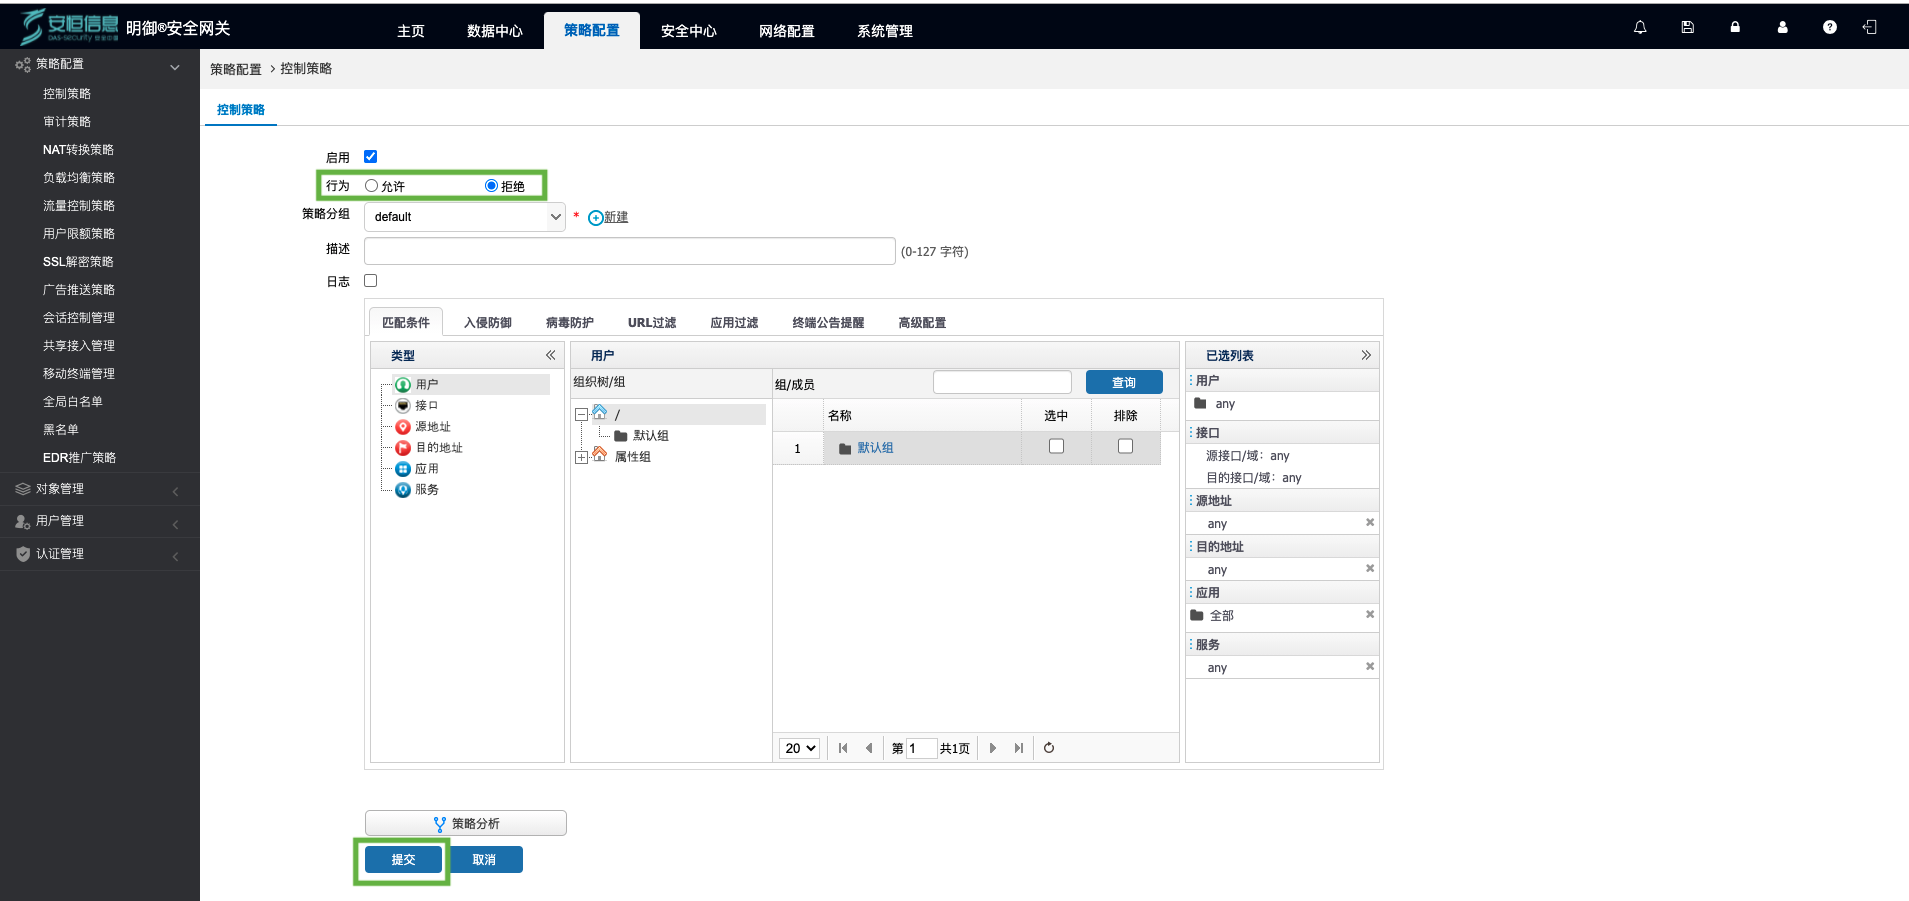 安恒信息
DAS-Security 安全中国
明御®安全网关
主页
数据中心
策略配置
安全中心
网络配置
系统管理
策略配置
控制策略
审计策略
NAT转换策略
负载均衡策略
流量控制策略
用户限额策略
SSL解密策略
广告推送策略
会话控制管理
共享接入管理
移动终端管理
全局白名单
黑名单
EDR推广策略
对象管理
用户管理
认证管理
策略配置 > 控制策略
控制策略
启用
行为 允许 拒绝
策略分组 default * 新建
描述 (0-127 字符)
日志
匹配条件 入侵防御 病毒防护 URL过滤 应用过滤 终端公告提醒 高级配置
类型
用户
接口
源地址
目的地址
应用
服务
用户
组织树/组
/
默认组
属性组
组/成员 查询
名称 选中 排除
1 默认组
20 第 1 共1页
已选列表
用户
any
接口
源接口/域：any
目的接口/域：any
源地址
any
目的地址
any
应用
全部
服务
any
策略分析
提交 取消